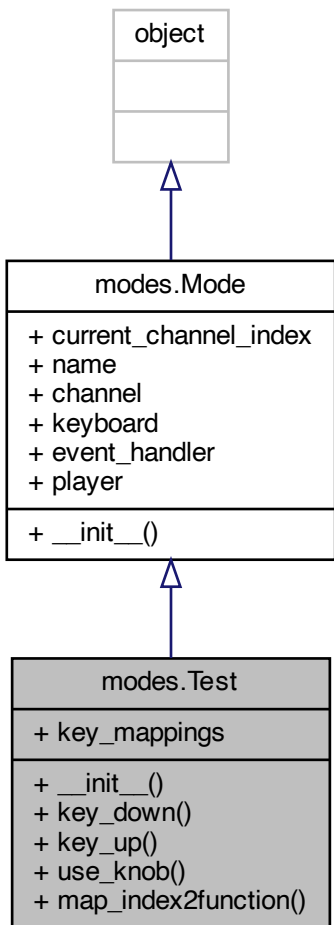 object
modes.Mode
+ current_channel_index
+ name
+ channel
+ keyboard
+ event_handler
+ player
+ __init__()
modes.Test
+ key_mappings
+ __init__()
+ key_down()
+ key_up()
+ use_knob()
+ map_index2function()